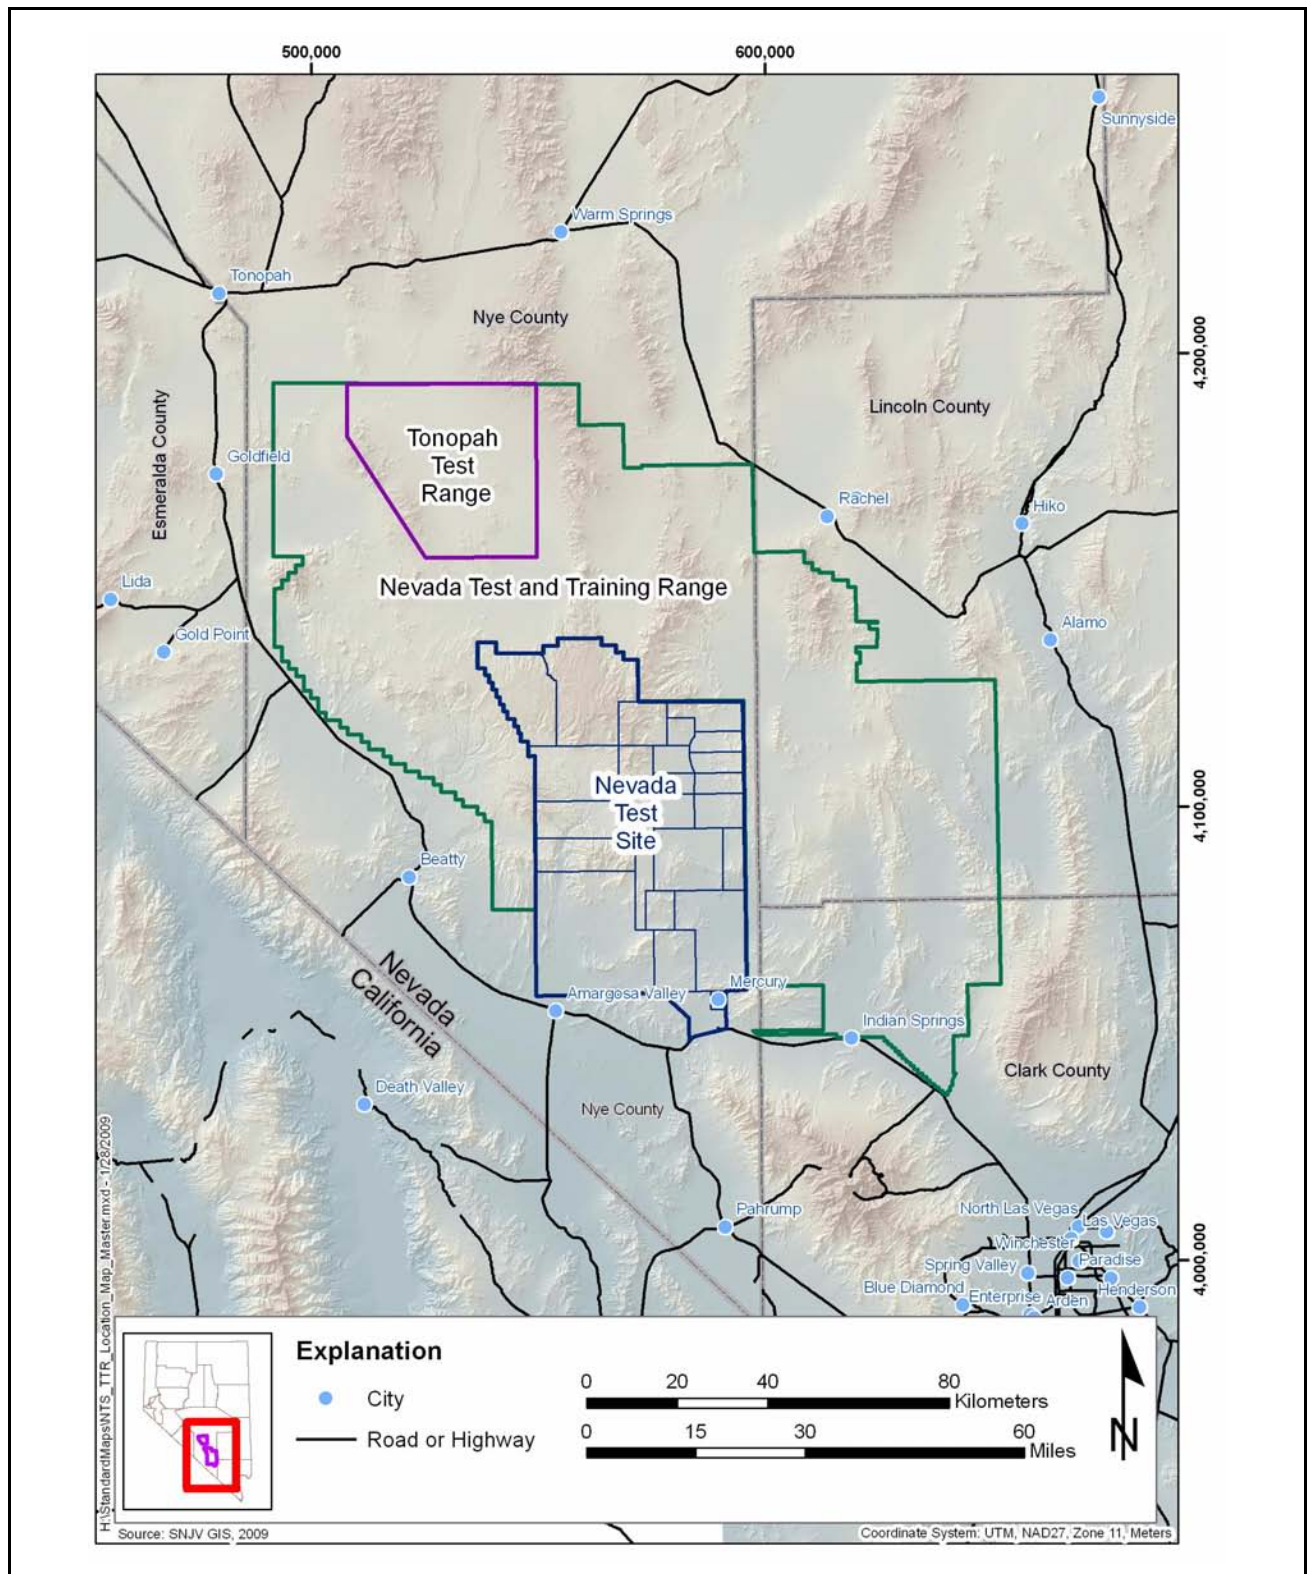 500,000
600,000
Sunnyside
Warm Springs
Tonopah
Nye County
4,200,000
Esmeralda County
Lincoln County
Tonopah
Test
Range
Goldfield
Rachel
Hiko
Nevada Test and Training Range
Lida
Gold Point
Alamo
Nevada
Test
Site
4,100,000
Beatty
Nevada
California
Mercury
Amargosa Valley
Indian Springs
Clark County
Death Valley
Nye County
Pahrump
North Las Vegas
Las Vegas
Winchester
Paradise
Spring Valley
4,000,000
Blue Diamond
Enterprise
Arden
Henderson
H:\StandardMaps\NTS_TTR_Location_Map_Master.mxd - 1/28/2009
Explanation
City
Road or Highway
0 20 40 80
Kilometers
0 15 30 60
Miles
N
Source: SNJV GIS, 2009
Coordinate System: UTM, NAD27, Zone 11, Meters